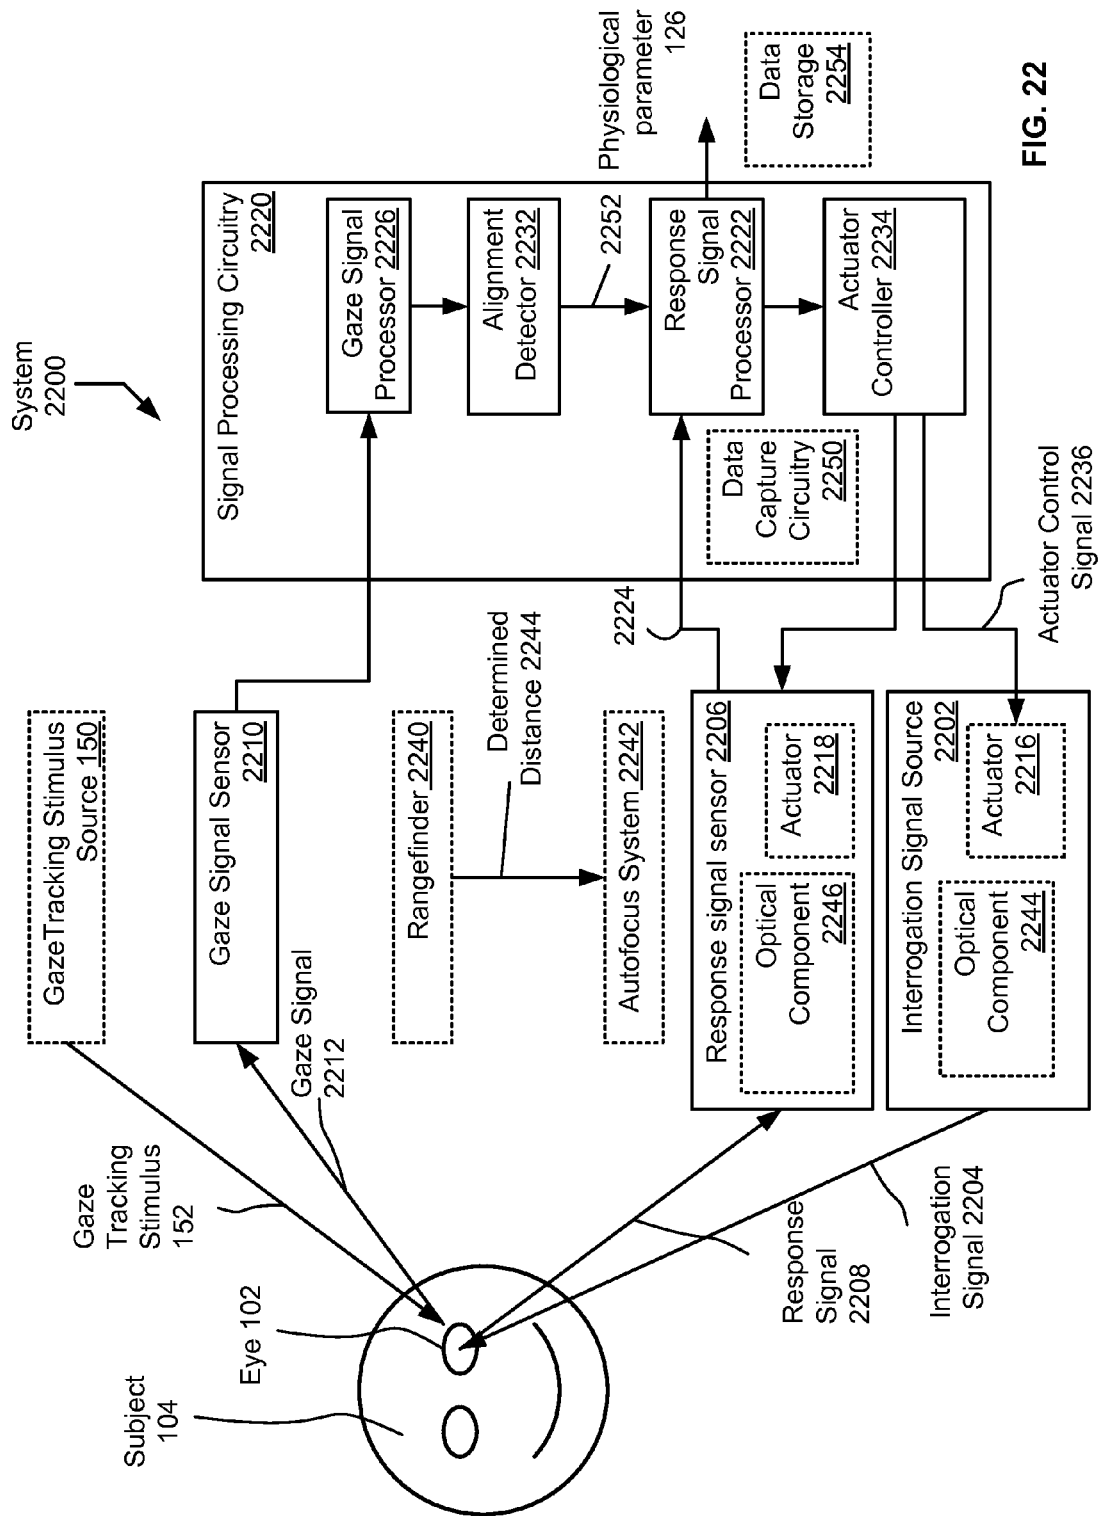 System
2200
Signal Processing Circuitry
2220
Gaze Signal
Processor 2226
Alignment
Detector 2232
2252
Response
Signal
Processor 2222
Actuator
Controller 2234
Physiological
parameter
126
Data
Storage
2254
Data
Capture
Circuitry
2250
GazeTracking Stimulus
Source 150
Gaze Signal Sensor
2210
Rangefinder 2240
Determined
Distance 2244
Autofocus System 2242
2224
Response signal sensor 2206
Optical
Component
2246
Actuator
2218
Interrogation Signal Source
2202
Optical
Component
2244
Actuator
2216
Actuator Control
Signal 2236
Gaze
Tracking
Stimulus
152
Gaze Signal
2212
Eye 102
Subject
104
Response
Signal
2208
Interrogation
Signal 2204
FIG. 22